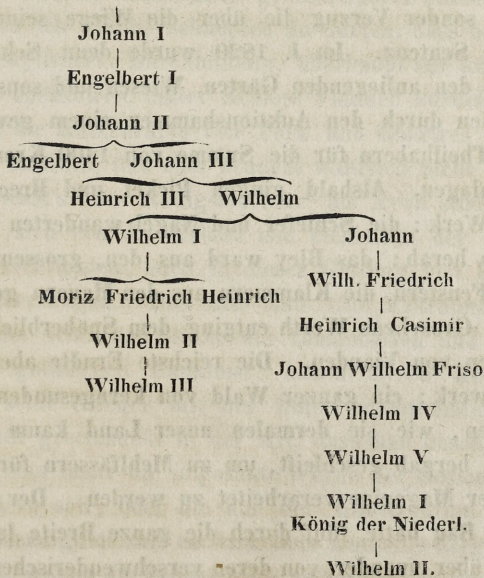 Johann I
Engelbert I
Johann II
Engelbert Johann III
Heinrich III Wilhelm
Wilhelm I Johann
Moriz Friedrich Heinrich
Wilhelm II
Wilhelm III
Wilh. Friedrich
Heinrich Casimir
Johann Wilhelm Friso
Wilhelm IV
Wilhelm V
Wilhelm I
König der Niederl.
Wilhelm II.